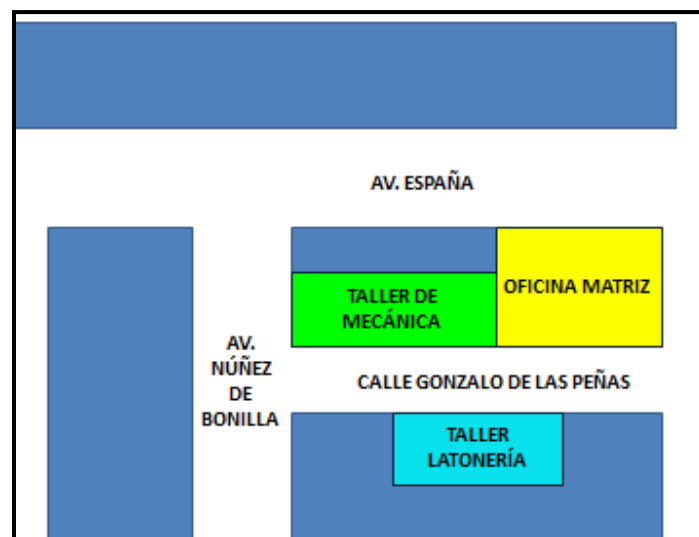 AV. ESPAÑA
OFICINA MATRIZ
TALLER DE
MECÁNICA
AV.
NÚÑEZ
DE
BONILLA
CALLE GONZALO DE LAS PEÑAS
TALLER
LATONERÍA